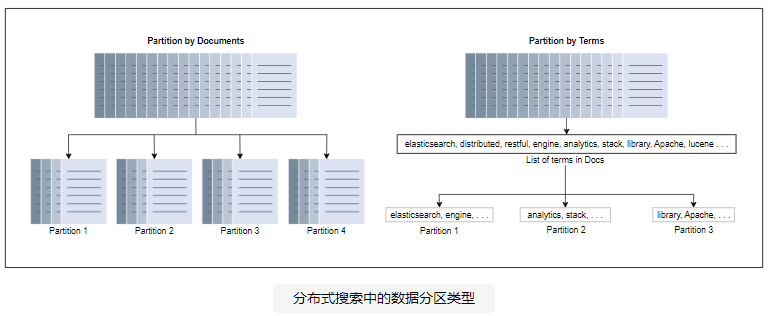 Partition by Documents
Partition 1
Partition 2
Partition 3
Partition 4
Partition by Terms
elasticsearch, distributed, restful, engine, analytics, stack, library, Apache, lucene . . .
List of terms in Docs
elasticsearch, engine, . . .
analytics, stack, . . .
library, Apache, . . .
Partition 1
Partition 2
Partition 3
分布式搜索中的数据分区类型